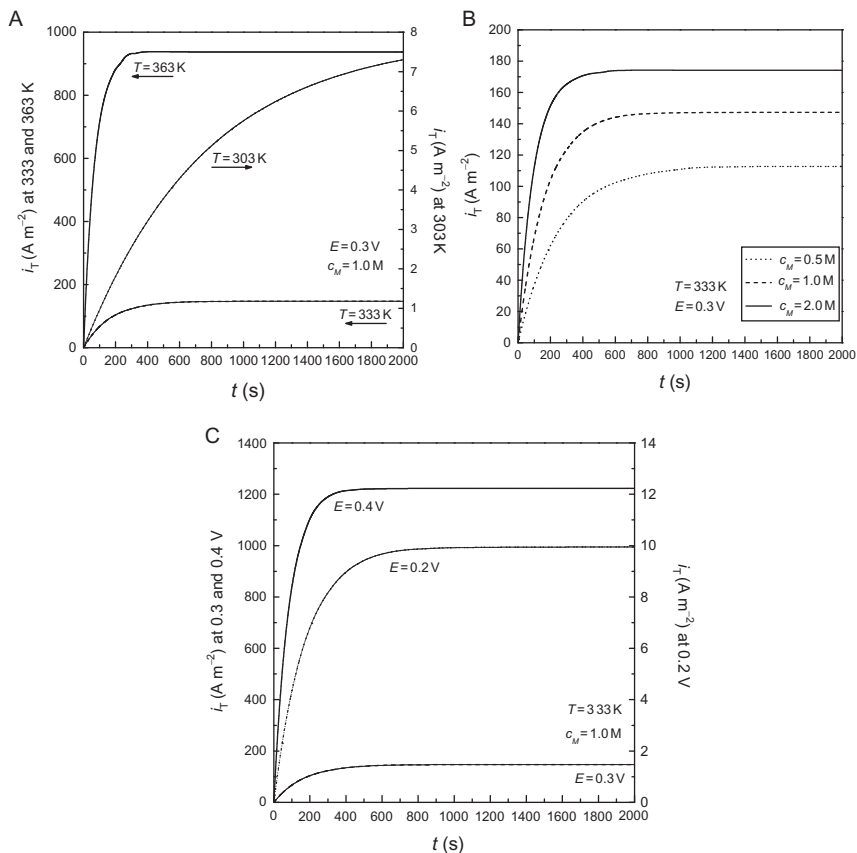 A
i_T (A m⁻²) at 333 and 363 K
1000
800
600
400
200
0
T=363 K
T=303 K
E=0.3 V
c_M=1.0 M
T=333 K
8
7
6
5
4
3
2
1
0
i_T (A m⁻²) at 303 K
0 200 400 600 800 1000 1200 1400 1600 1800 2000
t (s)
B
i_T (A m⁻²)
200
180
160
140
120
100
80
60
40
20
0
T=333 K
E=0.3 V
c_M=0.5 M
c_M=1.0 M
c_M=2.0 M
0 200 400 600 800 1000 1200 1400 1600 1800 2000
t (s)
C
i_T (A m⁻²) at 0.3 and 0.4 V
1400
1200
1000
800
600
400
200
0
E=0.4 V
E=0.2 V
T=333 K
c_M=1.0 M
E=0.3 V
14
12
10
8
6
4
2
0
i_T (A m⁻²) at 0.2 V
0 200 400 600 800 1000 1200 1400 1600 1800 2000
t (s)